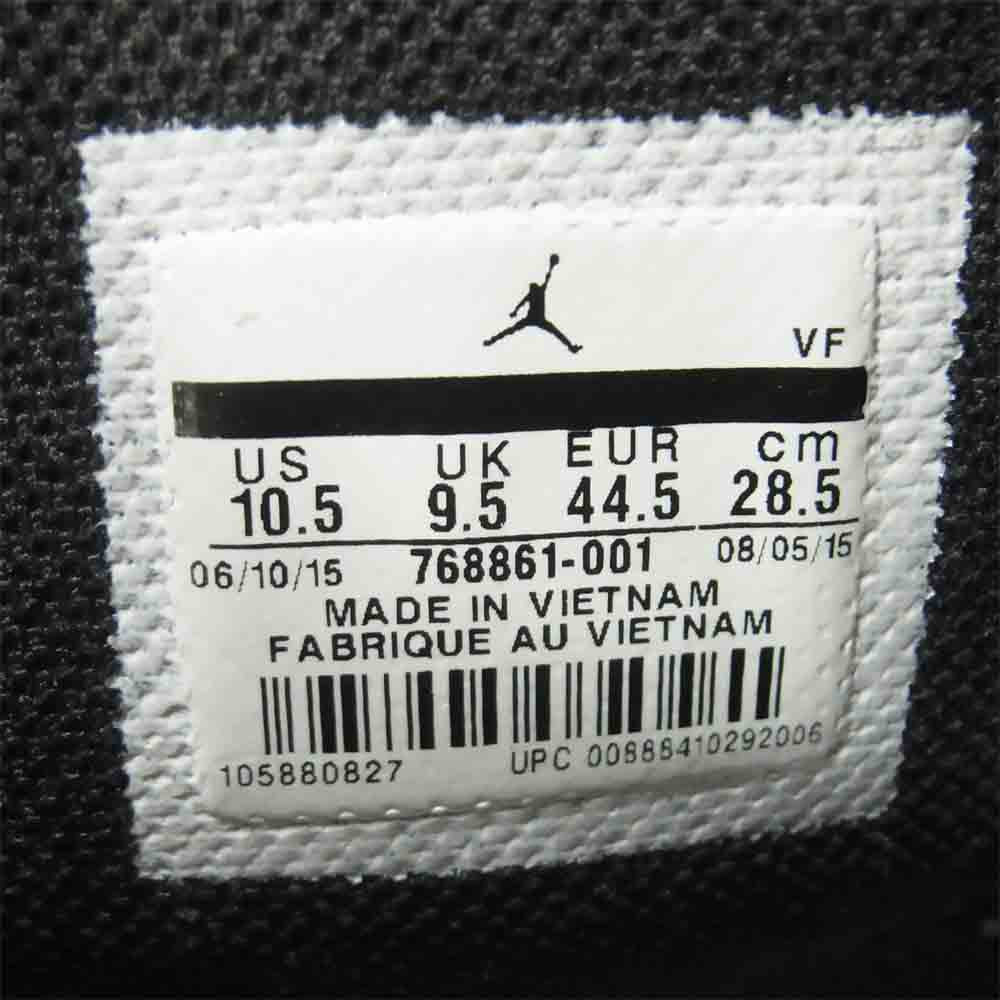 VF
US UK EUR cm
10.5 9.5 44.5 28.5
06/10/15 768861-001 08/05/15
MADE IN VIETNAM
FABRIQUE AU VIETNAM
105880827 UPC 00888410292006